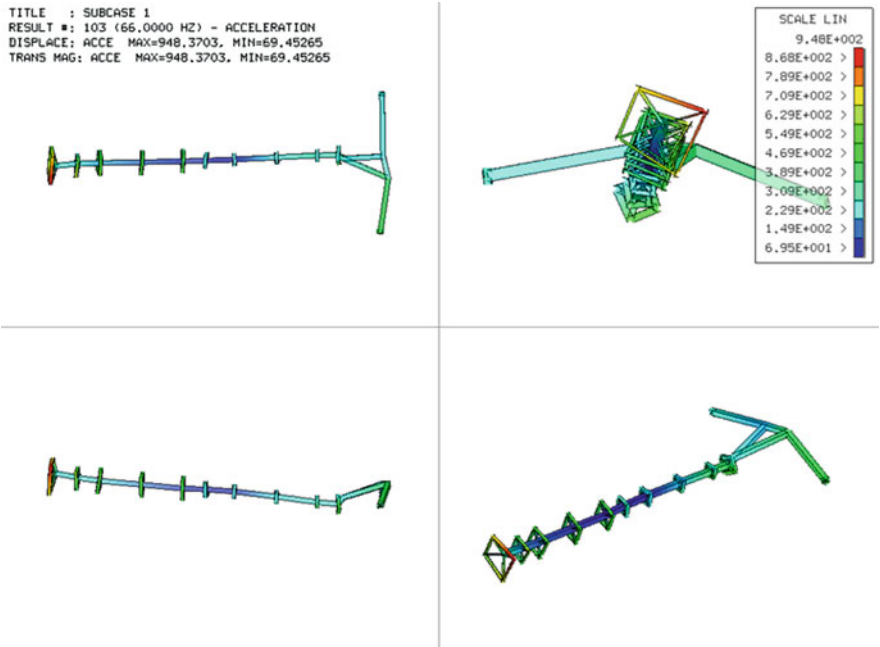 TITLE : SUBCASE 1
RESULT #: 103 (66.0000 HZ) - ACCELERATION
DISPLACE: ACCE MAX=948.3703, MIN=69.45265
TRANS MAG: ACCE MAX=948.3703, MIN=69.45265
SCALE LIN
9.48E+002
8.68E+002 >
7.89E+002 >
7.09E+002 >
6.29E+002 >
5.49E+002 >
4.69E+002 >
3.89E+002 >
3.09E+002 >
2.29E+002 >
1.49E+002 >
6.95E+001 >